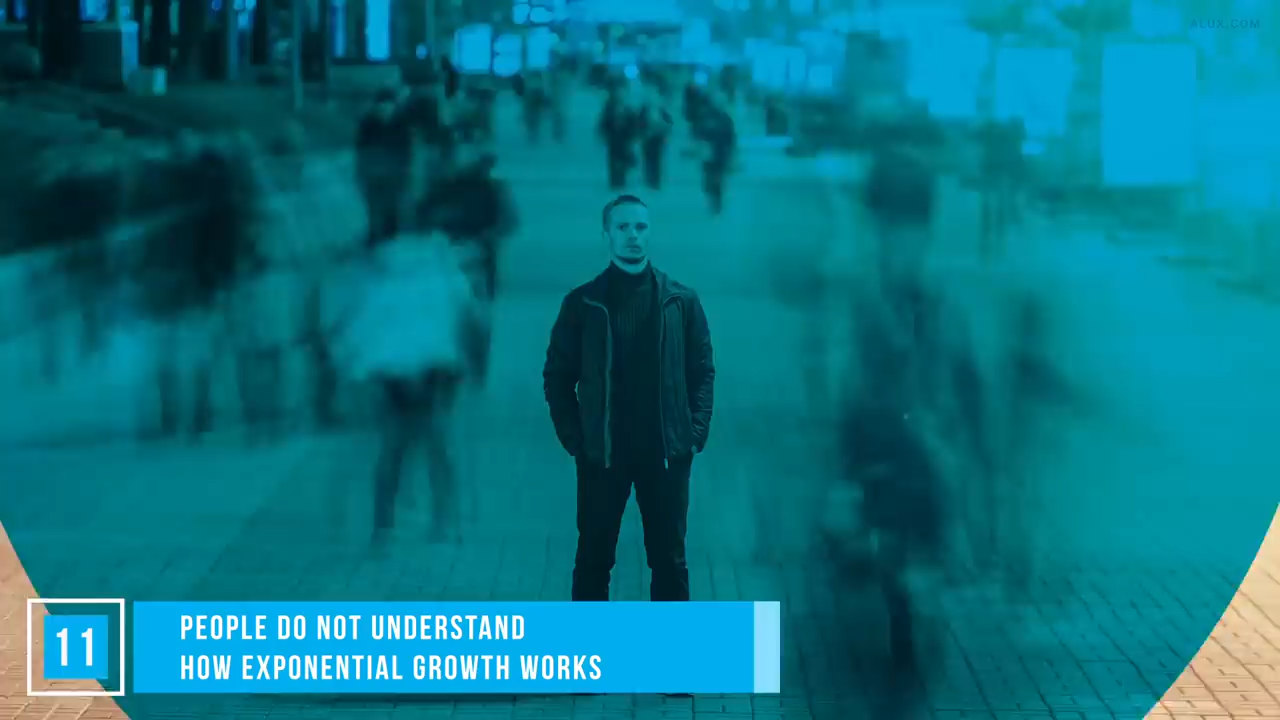 ALUX.COM
11
PEOPLE DO NOT UNDERSTAND
HOW EXPONENTIAL GROWTH WORKS